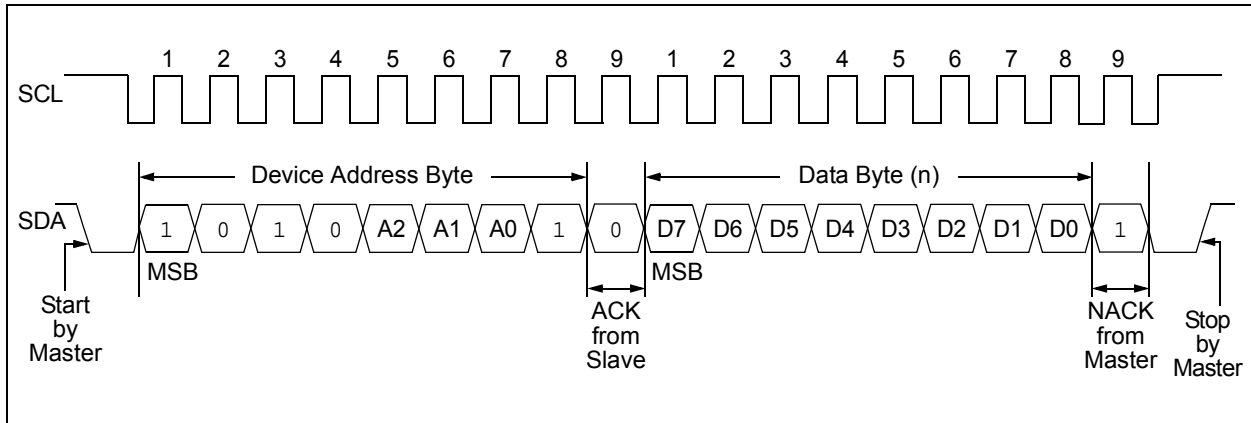 1 2 3 4 5 6 7 8 9 1 2 3 4 5 6 7 8 9
SCL
Device Address Byte
Data Byte (n)
SDA
1 0 1 0 A2 A1 A0 1 0 D7 D6 D5 D4 D3 D2 D1 D0 1
MSB
MSB
Start
by
Master
ACK
from
Slave
NACK
from
Master
Stop
by
Master